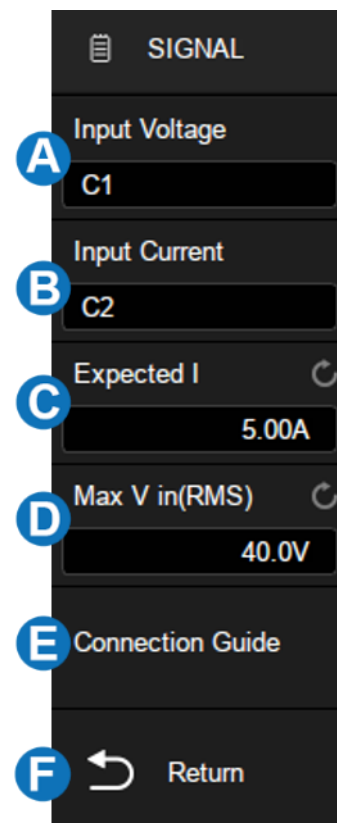 SIGNAL
Input Voltage
A
C1
Input Current
B
C2
Expected I
C
5.00A
Max V in(RMS)
D
40.0V
E Connection Guide
F Return